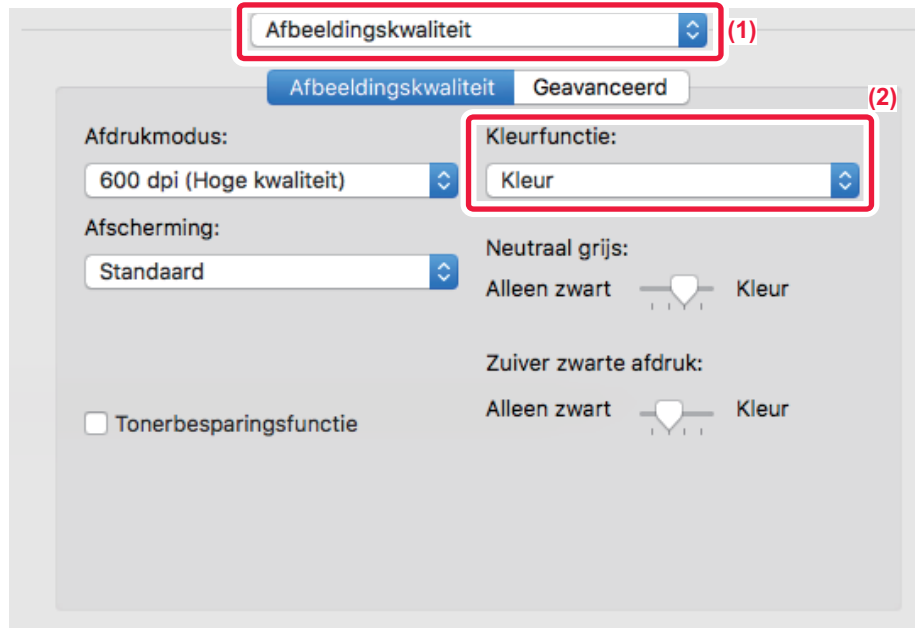 Afbeeldingskwaliteit
(1)
Afbeeldingskwaliteit Geavanceerd
(2)
Afdrukmodus:
600 dpi (Hoge kwaliteit)
Afscherming:
Standaard
Tonerbesparingsfunctie
Kleurfunctie:
Kleur
Neutraal grijs:
Alleen zwart Kleur
Zuiver zwarte afdruk:
Alleen zwart Kleur